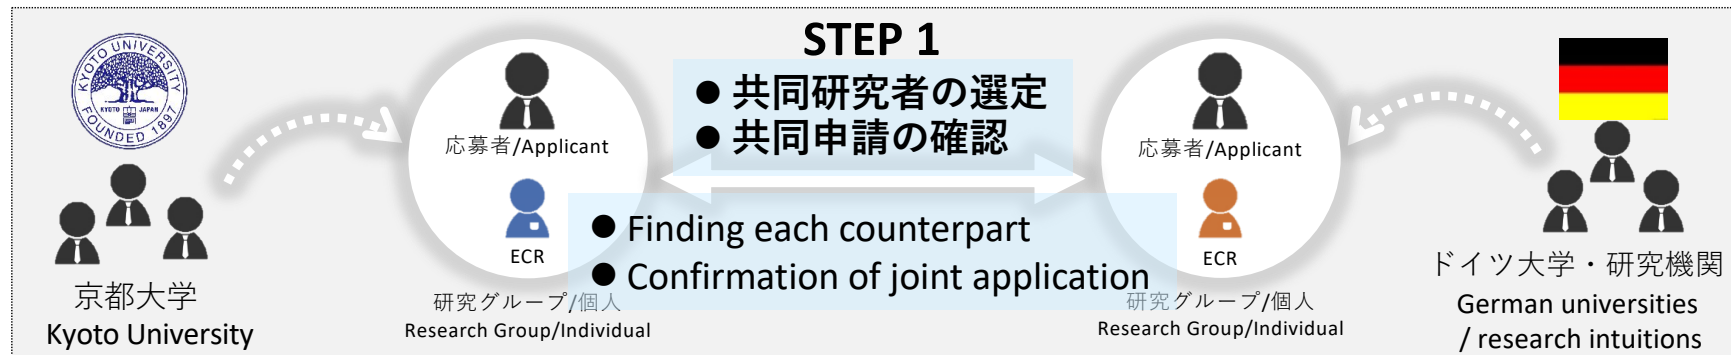 STEP 1
● 共同研究者の選定
● 共同申請の確認
KYOTO UNIVERSITY
KYOTO JAPAN
FOUNDED 1897
京都大学
Kyoto University
応募者/Applicant
ECR
研究グループ/個人
Research Group/Individual
● Finding each counterpart
● Confirmation of joint application
応募者/Applicant
ECR
研究グループ/個人
Research Group/Individual
ドイツ大学・研究機関
German universities
/ research intuitions